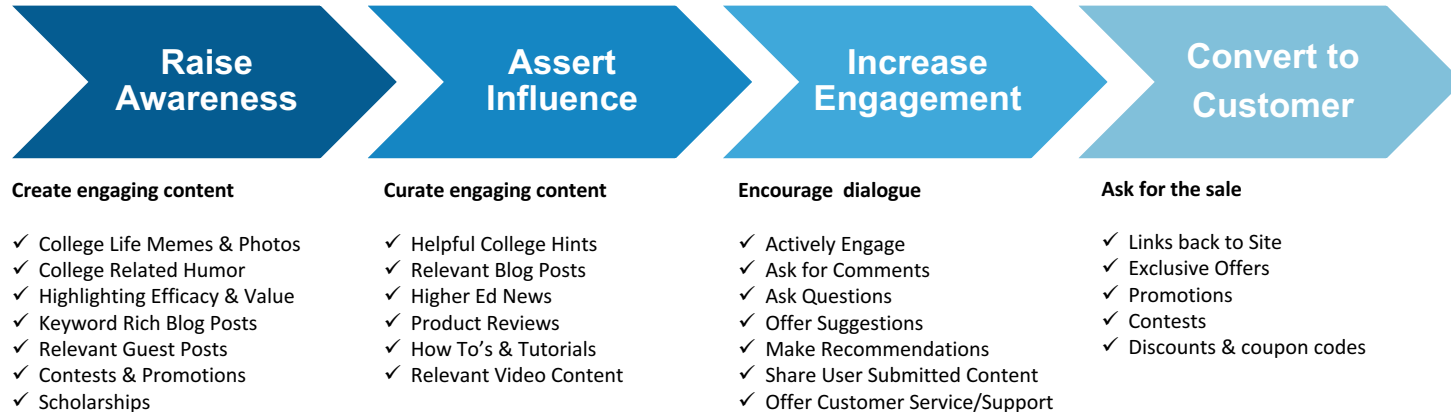 Raise
Awareness
Assert
Influence
Increase
Engagement
Convert to
Customer
Create engaging content
✓ College Life Memes & Photos
✓ College Related Humor
✓ Highlighting Efficacy & Value
✓ Keyword Rich Blog Posts
✓ Relevant Guest Posts
✓ Contests & Promotions
✓ Scholarships
Curate engaging content
✓ Helpful College Hints
✓ Relevant Blog Posts
✓ Higher Ed News
✓ Product Reviews
✓ How To's & Tutorials
✓ Relevant Video Content
Encourage dialogue
✓ Actively Engage
✓ Ask for Comments
✓ Ask Questions
✓ Offer Suggestions
✓ Make Recommendations
✓ Share User Submitted Content
✓ Offer Customer Service/Support
Ask for the sale
✓ Links back to Site
✓ Exclusive Offers
✓ Promotions
✓ Contests
✓ Discounts & coupon codes